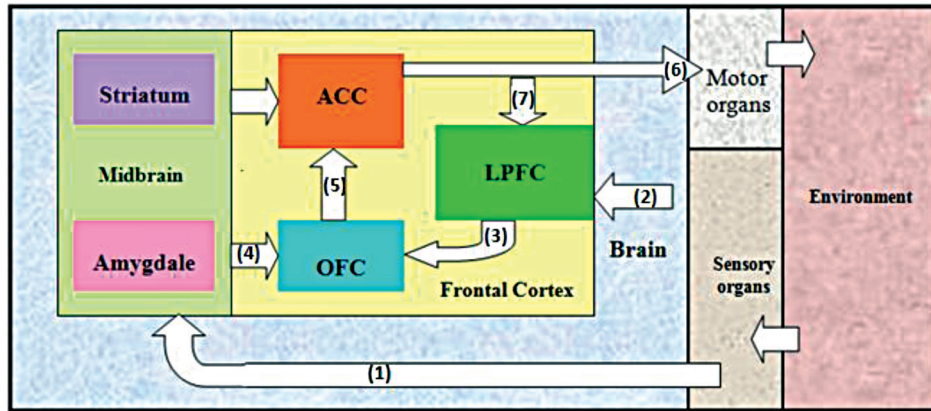 Striatum
ACC
(6)
Motor
organs
(7)
Midbrain
(5)
LPFC
(2)
Environment
Amygdale
(4)
OFC
(3)
Brain
Frontal Cortex
Sensory
organs
(1)